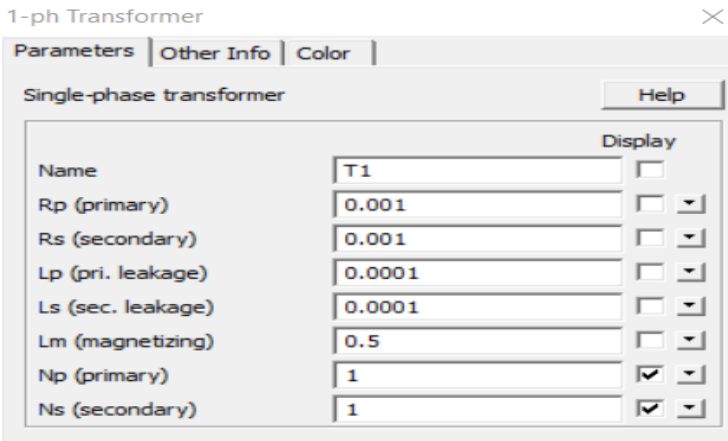 1-ph Transformer
Parameters Other Info Color
Single-phase transformer Help
Display
Name T1
Rp (primary) 0.001
Rs (secondary) 0.001
Lp (pri. leakage) 0.0001
Ls (sec. leakage) 0.0001
Lm (magnetizing) 0.5
Np (primary) 1
Ns (secondary) 1